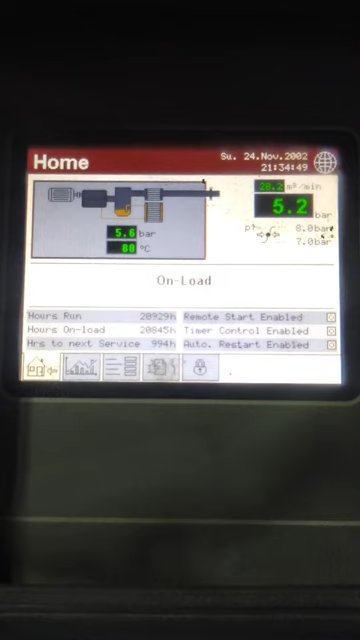 Home
Su. 24.Nov.2002
21:34:49
28.2 m³/min
5.2 bar
P1
8.0bar
7.0bar
5.6 bar
80 °C
On-Load
Hours Run 20929h
Remote Start Enabled
Hours On-load 20845h
Timer Control Enabled
Hrs to next Service 994h
Auto. Restart Enabled